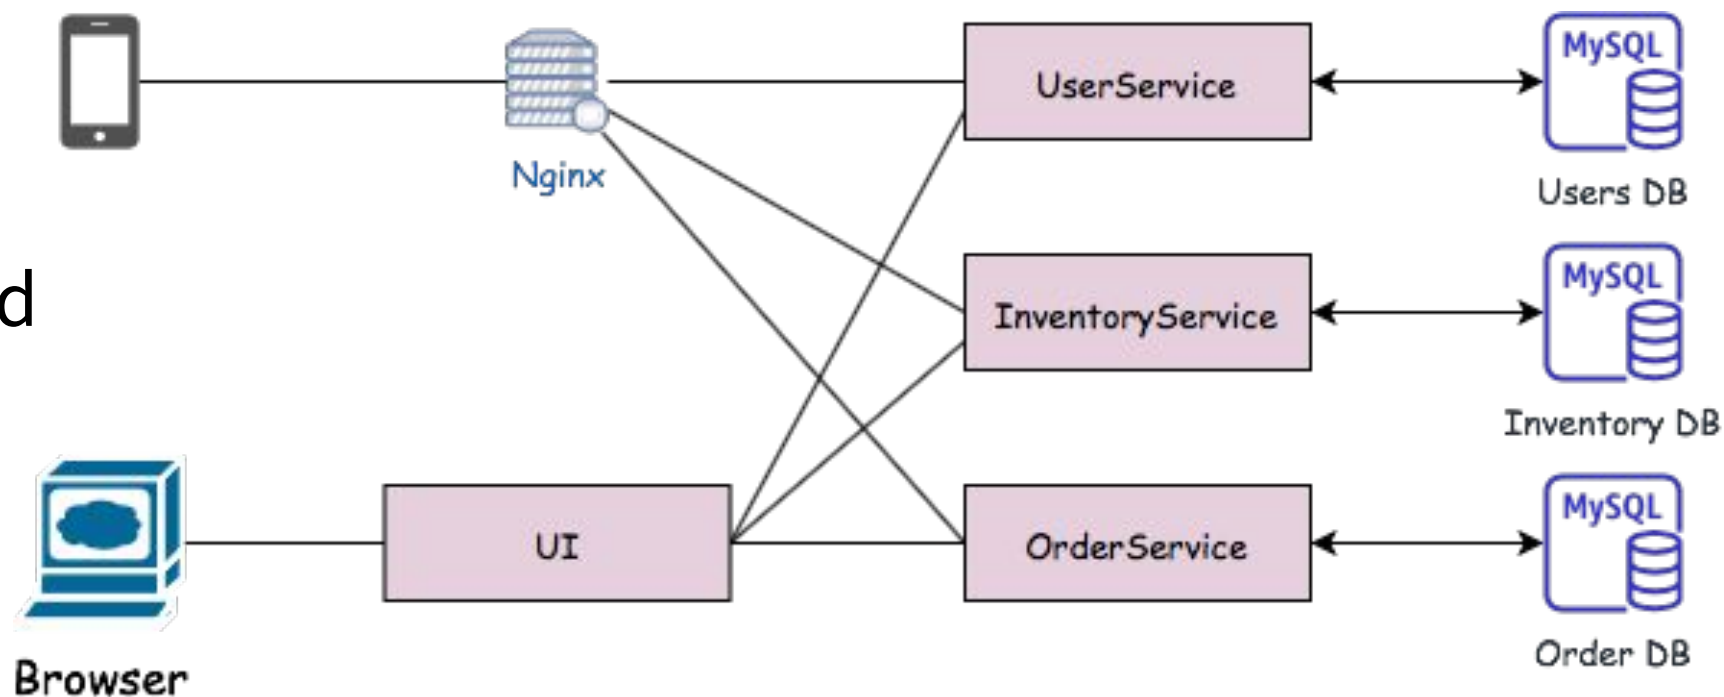 MySQL
UserService
Nginx
Users DB
d
MySQL
InventoryService
Inventory DB
MySQL
UI
OrderService
Order DB
Browser